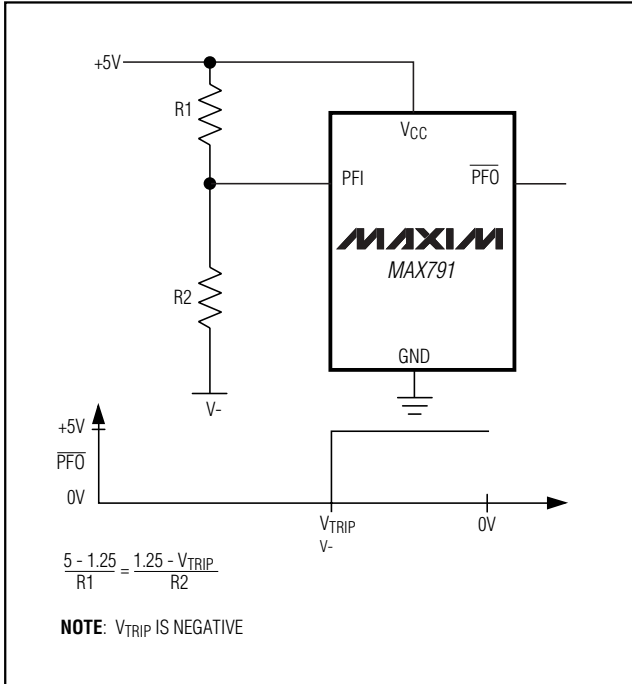 +5V
R1
VCC
PFI
PFO
MAXIM
MAX791
R2
GND
V-
+5V
PFO
0V
VTRIP
0V
V-
5 - 1.25
R1
=
1.25 - VTRIP
R2
NOTE: VTRIP IS NEGATIVE